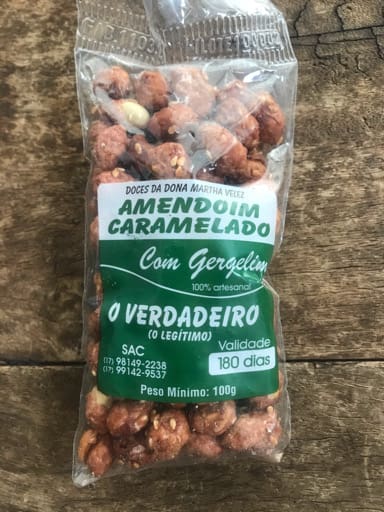 DOCES DA DONA MARTHA VELEZ
AMENDOIM
CARAMELADO
Com Gergelim
100% artesanal
O VERDADEIRO
(O LEGÍTIMO)
SAC
(17) 98149-2238
(17) 99142-9537
Validade
180 dias
Peso Mínimo: 100g